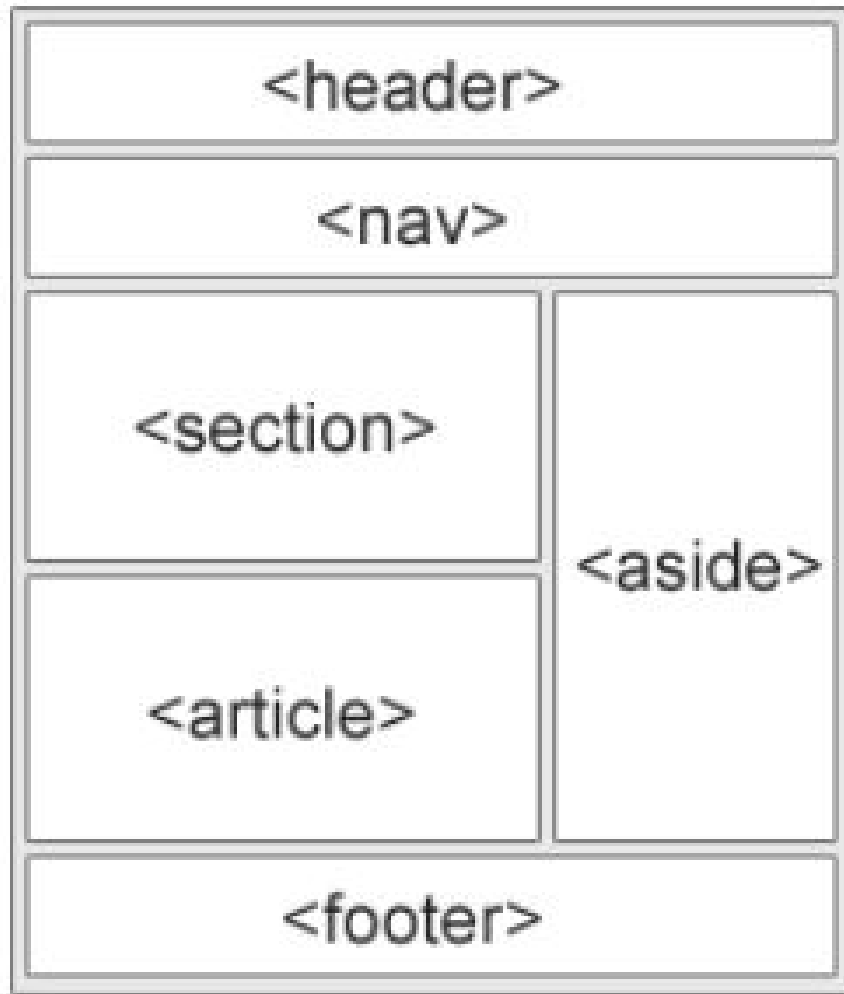 <header>
<nav>
<section>
<aside>
<article>
<footer>